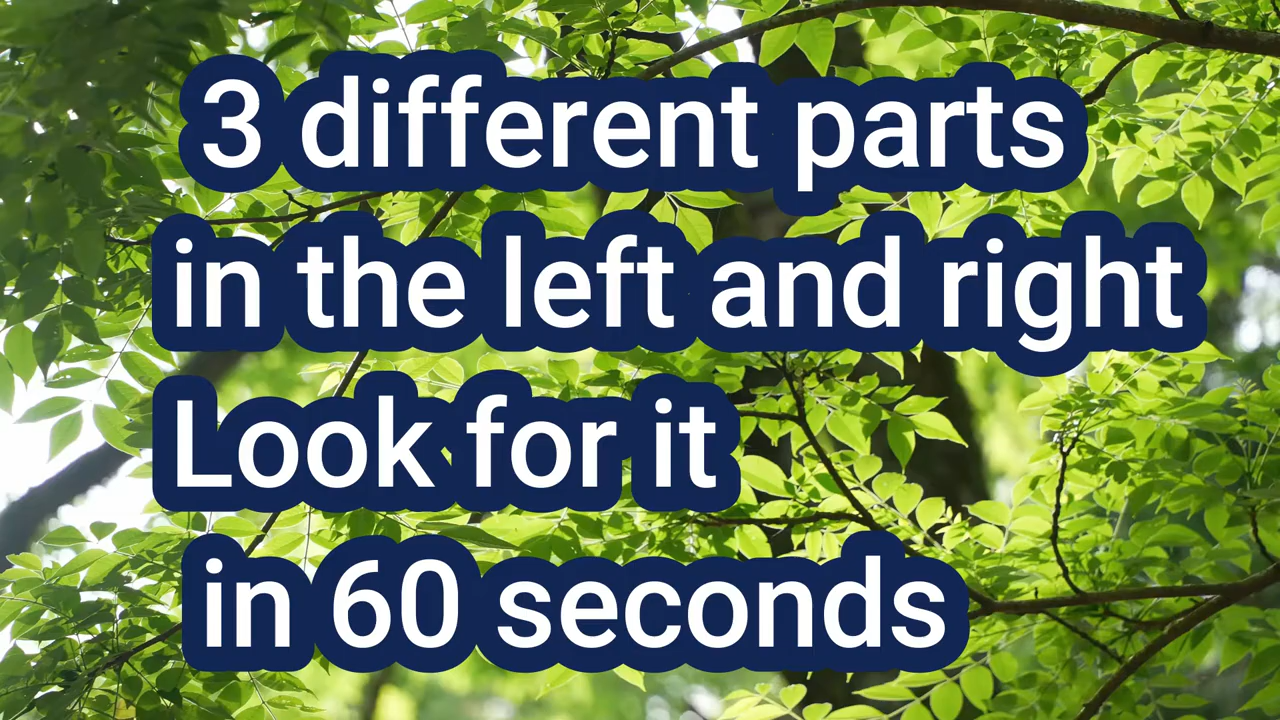 3 different parts
in the left and right
Look for it
in 60 seconds